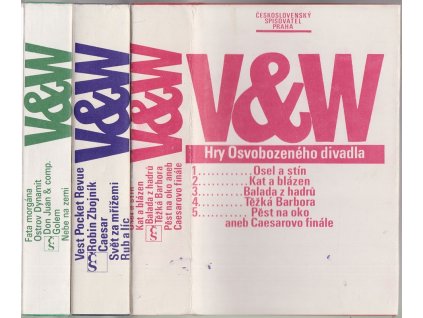 V&W
Fata morgána
Ostrov Dynamit
Don Juan & comp.
Golem
Nebe na zemi
V&W
Vest Pocket Revue
Robin Zbojník
Caesar
Svět za mřížemi
Rub a líc
V&W
Kat a blázen
Balada z hadrů
Těžká Barbora
Pěst na oko aneb
Caesarovo finále
ČESKOSLOVENSKÝ
SPISOVATEL
PRAHA
V&W
Hry Osvobozeného divadla
1..........Osel a stín
2..........Kat a blázen
3..........Balada z hadrů
4..........Těžká Barbora
5..........Pěst na oko
aneb Caesarovo finále